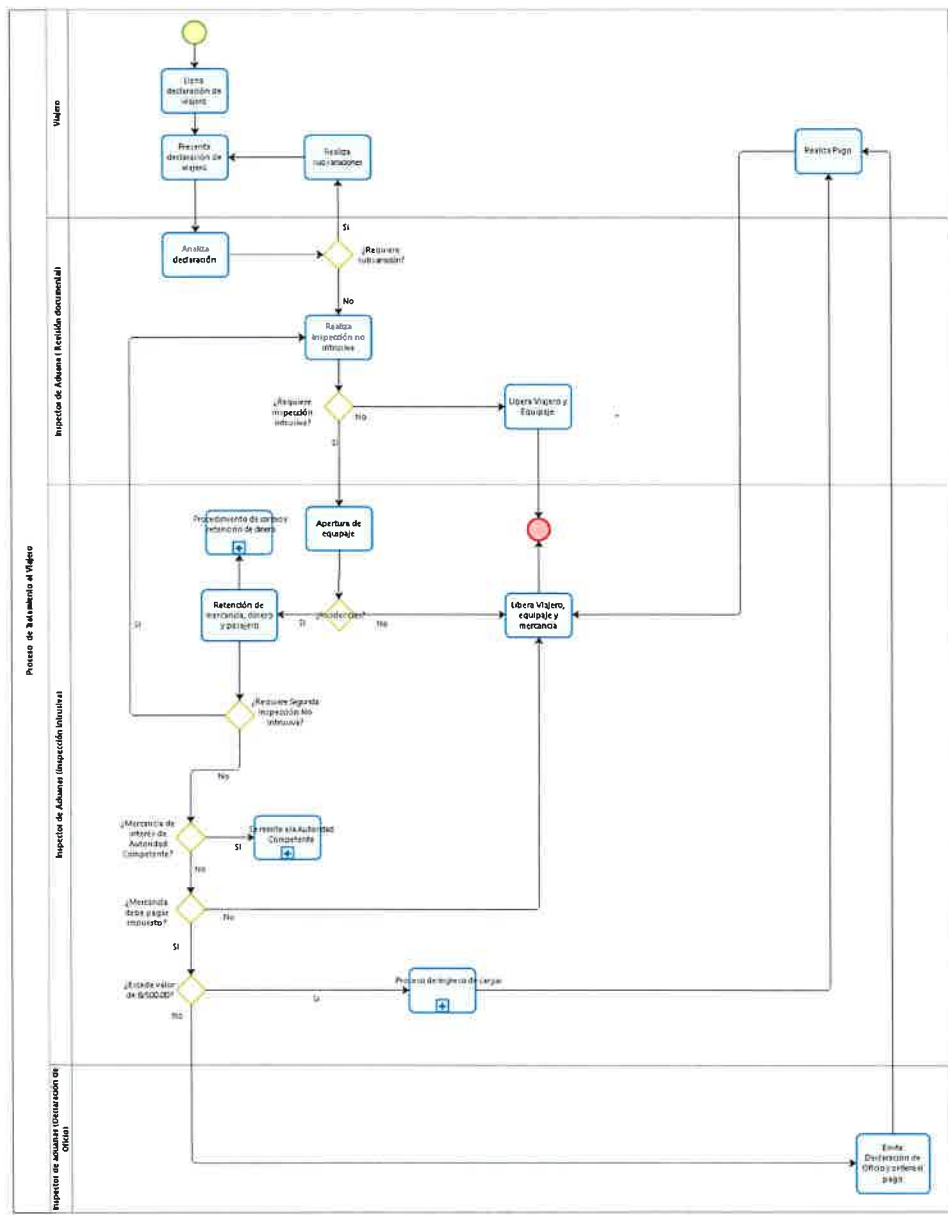 Proceso de Tratamiento al Viajero
Viajero
Llena
declaración de
viajero
Presenta
declaración de
viajero
Realiza
subsanaciones
Realiza Pago
Inspector de Aduana ( Revisión documental)
Analiza
declaración
Si
¿Requiere
subsanación?
No
Realiza
inspección no
intrusiva
¿Requiere
inspección
intrusiva?
No
Si
Libera Viajero y
Equipaje
Inspector de Aduanas (Inspección Intrusiva)
Procedimiento de conteo y
retención de dinero
Apertura de
equipaje
Retención de
mercancía, dinero
y pasajero
Si
¿Incidencias?
No
Libera Viajero,
equipaje y
mercancía
Si
¿Requiere Segunda
Inspección No
Intrusiva?
No
¿Mercancía de
interés de
Autoridad
Competente?
Si
Se remite a la Autoridad
Competente
No
¿Mercancía
debe pagar
impuesto?
No
Si
¿Excede valor
de B/500.00?
Si
Proceso de ingreso de cargas
No
Inspector de aduanas (Declaración de
Oficio)
Emite
Declaración de
Oficio y ordena el
pago